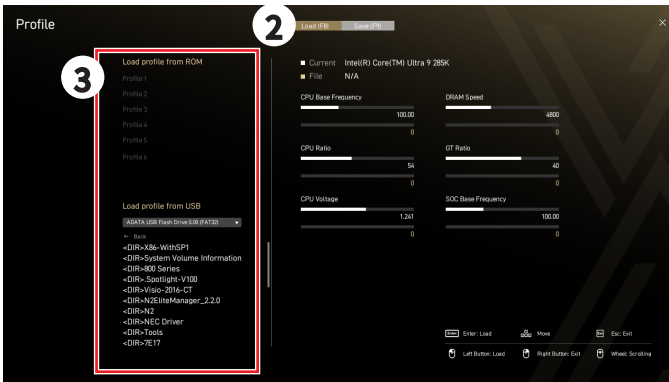 Profile
2
Load (F8)
Save (F9)
×
3
Load profile from ROM
Profile 1
Profile 2
Profile 3
Profile 4
Profile 5
Profile 6
Load profile from USB
ADATA USB Flash Drive 0.00 (FAT32)
← Back
<DIR>X86-WithSP1
<DIR>System Volume Information
<DIR>800 Series
<DIR>.Spotlight-V100
<DIR>Visio-2016-CT
<DIR>N2EliteManager_2.2.0
<DIR>N2
<DIR>NEC Driver
<DIR>Tools
<DIR>7E17
Current Intel(R) Core(TM) Ultra 9 285K
File N/A
CPU Base Frequency
100.00
0
DRAM Speed
4800
0
CPU Ratio
54
0
GT Ratio
40
0
CPU Voltage
1.241
0
SOC Base Frequency
100.00
0
Enter Enter: Load
Move
Esc Esc: Exit
Left Button: Load
Right Button: Exit
Wheel: Scrolling